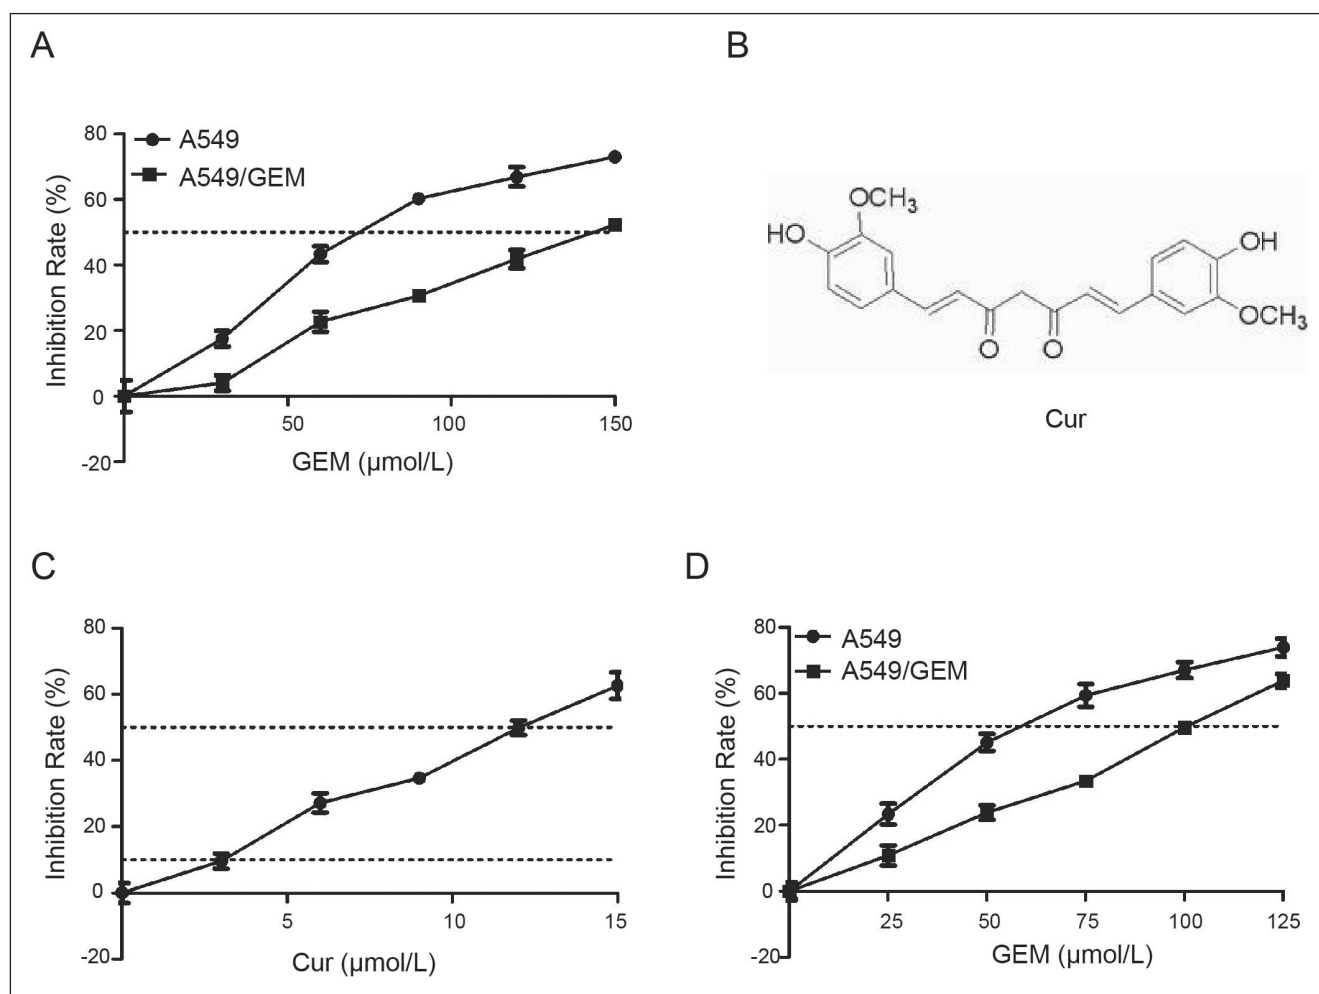 A
B
80
A549
A549/GEM
60
40
20
0
-20
50
100
150
Inhibition Rate (%)
GEM (µmol/L)
OCH3
HO
OH
OCH3
O
O
Cur
C
D
80
60
40
20
0
-20
5
10
15
Inhibition Rate (%)
Cur (µmol/L)
80
A549
A549/GEM
60
40
20
0
-20
25
50
75
100
125
Inhibition Rate (%)
GEM (µmol/L)